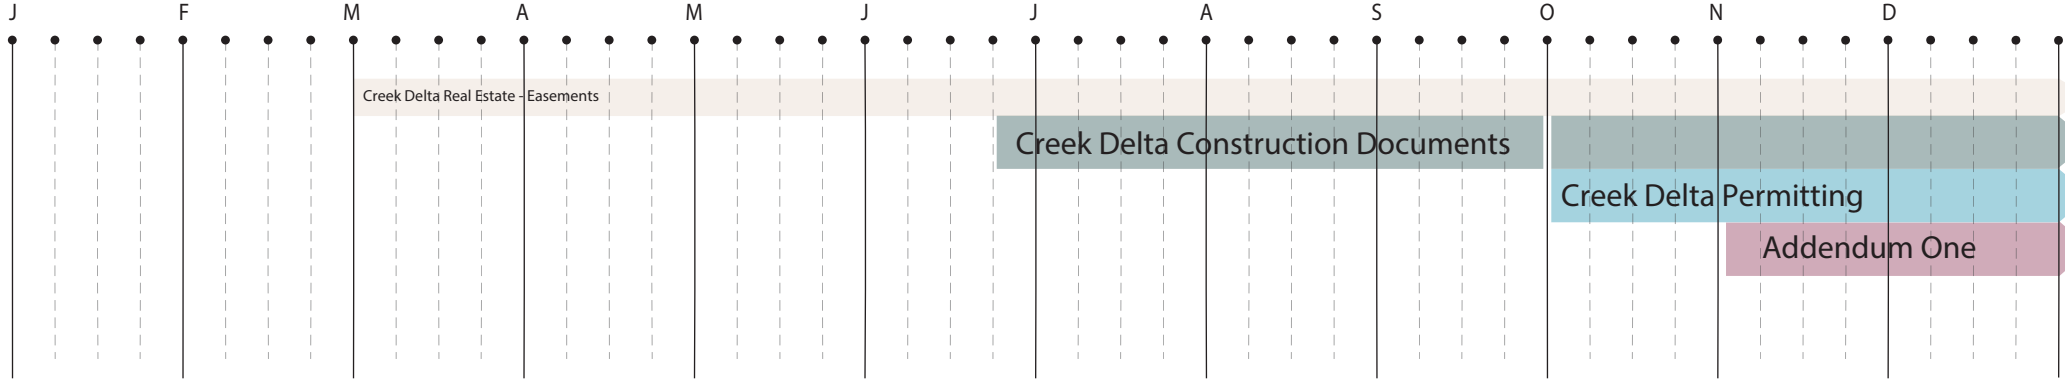 J F M A M J J A S O N D
Creek Delta Real Estate - Easements
Creek Delta Construction Documents
Creek Delta Permitting
Addendum One